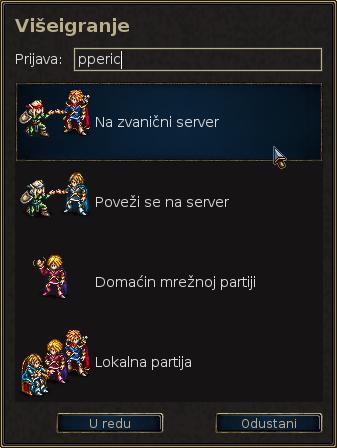 Višeigranje
Prijava: pperic
Na zvanični server
Poveži se na server
Domaćin mrežnoj partiji
Lokalna partija
U redu Odustani